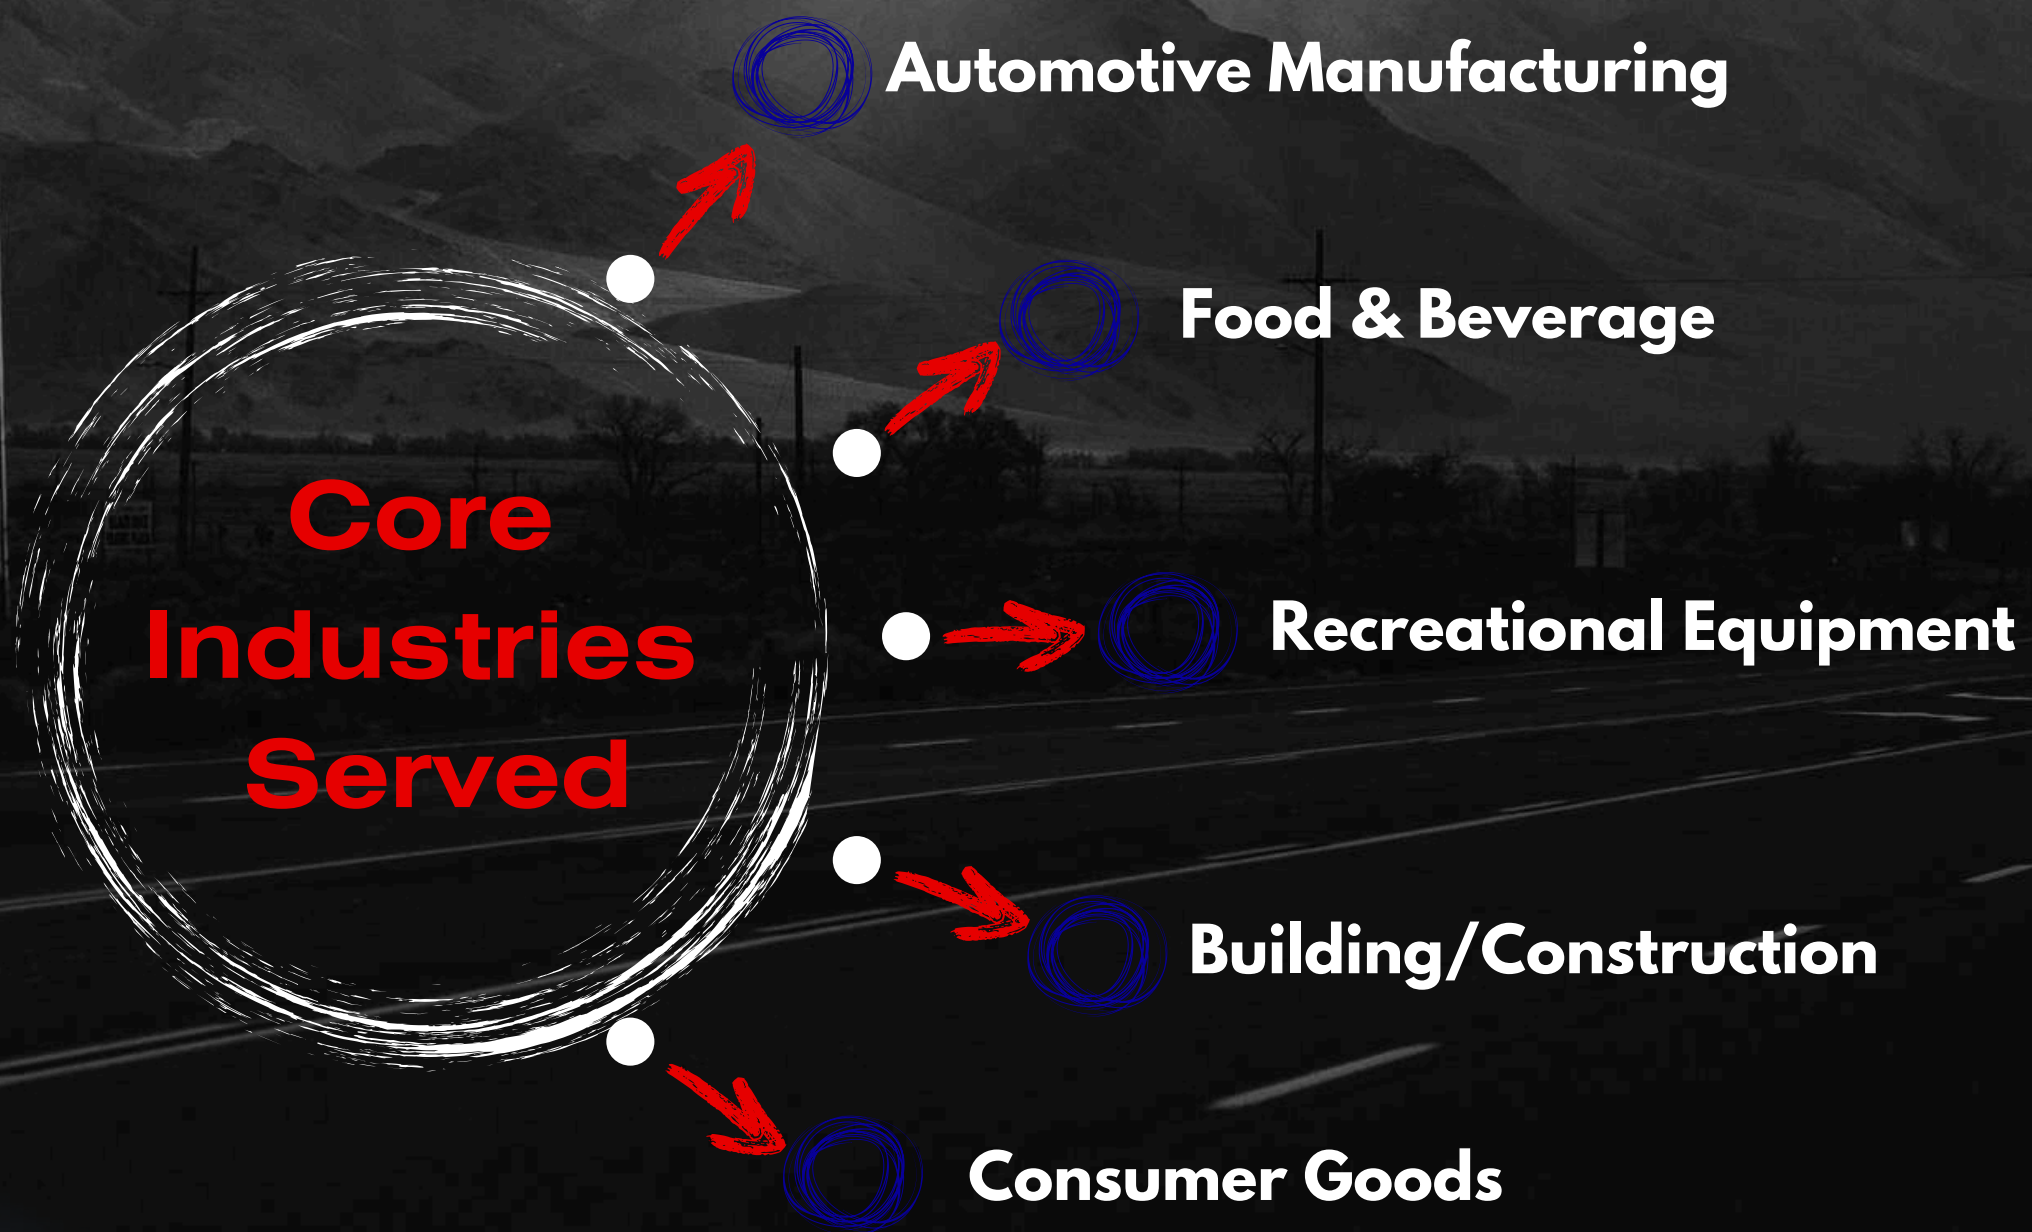 Automotive Manufacturing
Food & Beverage
Core
Industries
Served
Recreational Equipment
Building/Construction
Consumer Goods